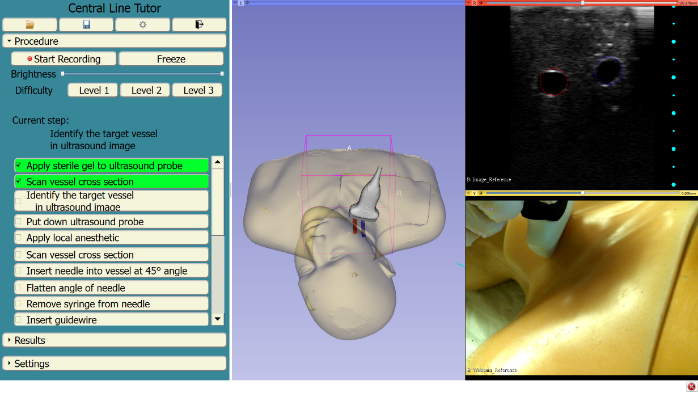 Central Line Tutor
Procedure
Start Recording Freeze
Brightness
Difficulty Level 1 Level 2 Level 3
Current step:
Identify the target vessel
in ultrasound image
Apply sterile gel to ultrasound probe
Scan vessel cross section
Identify the target vessel
in ultrasound image
Put down ultrasound probe
Apply local anesthetic
Scan vessel cross section
Insert needle into vessel at 45° angle
Flatten angle of needle
Remove syringe from needle
Insert guidewire
Results
Settings
1
A
R
B: Image_Reference
Y
B: Webcam_Reference